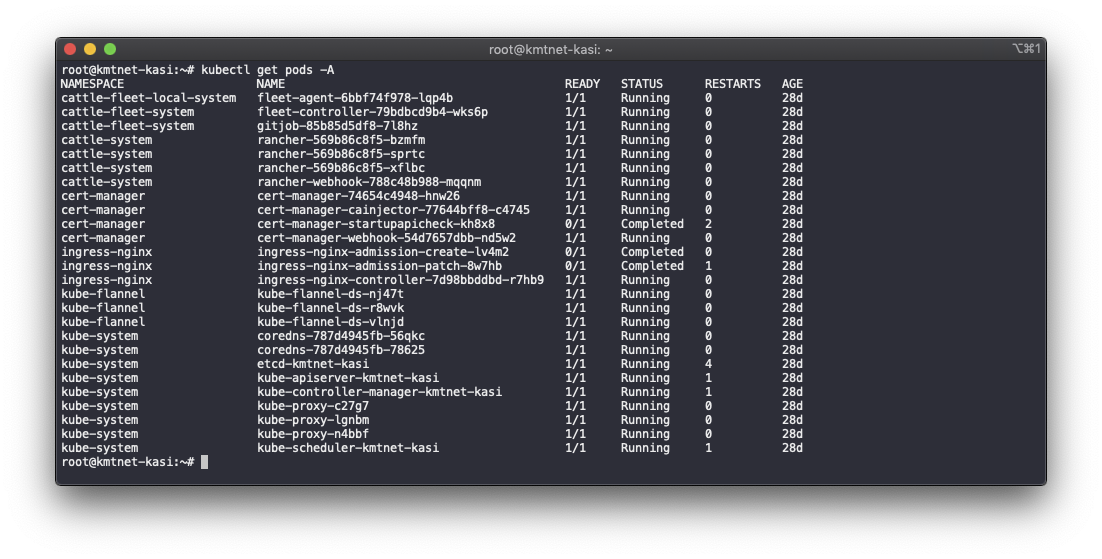 root@kmtnet-kasi: ~
⌥⌘1
root@kmtnet-kasi:~# kubectl get pods -A
NAMESPACE NAME READY STATUS RESTARTS AGE
cattle-fleet-local-system fleet-agent-6bbf74f978-lqp4b 1/1 Running 0 28d
cattle-fleet-system fleet-controller-79bdbcd9b4-wks6p 1/1 Running 0 28d
cattle-fleet-system gitjob-85b85d5df8-7l8hz 1/1 Running 0 28d
cattle-system rancher-569b86c8f5-bzmfm 1/1 Running 0 28d
cattle-system rancher-569b86c8f5-sprtc 1/1 Running 0 28d
cattle-system rancher-569b86c8f5-xflbc 1/1 Running 0 28d
cattle-system rancher-webhook-788c48b988-mqqnm 1/1 Running 0 28d
cert-manager cert-manager-74654c4948-hnw26 1/1 Running 0 28d
cert-manager cert-manager-cainjector-77644bff8-c4745 1/1 Running 0 28d
cert-manager cert-manager-startupapicheck-kh8x8 0/1 Completed 2 28d
cert-manager cert-manager-webhook-54d7657dbb-nd5w2 1/1 Running 0 28d
ingress-nginx ingress-nginx-admission-create-lv4m2 0/1 Completed 0 28d
ingress-nginx ingress-nginx-admission-patch-8w7hb 0/1 Completed 1 28d
ingress-nginx ingress-nginx-controller-7d98bbddbd-r7hb9 1/1 Running 0 28d
kube-flannel kube-flannel-ds-nj47t 1/1 Running 0 28d
kube-flannel kube-flannel-ds-r8wvk 1/1 Running 0 28d
kube-flannel kube-flannel-ds-vlnjd 1/1 Running 0 28d
kube-system coredns-787d4945fb-56qkc 1/1 Running 0 28d
kube-system coredns-787d4945fb-78625 1/1 Running 0 28d
kube-system etcd-kmtnet-kasi 1/1 Running 4 28d
kube-system kube-apiserver-kmtnet-kasi 1/1 Running 1 28d
kube-system kube-controller-manager-kmtnet-kasi 1/1 Running 1 28d
kube-system kube-proxy-c27g7 1/1 Running 0 28d
kube-system kube-proxy-lgnbm 1/1 Running 0 28d
kube-system kube-proxy-n4bbf 1/1 Running 0 28d
kube-system kube-scheduler-kmtnet-kasi 1/1 Running 1 28d
root@kmtnet-kasi:~#